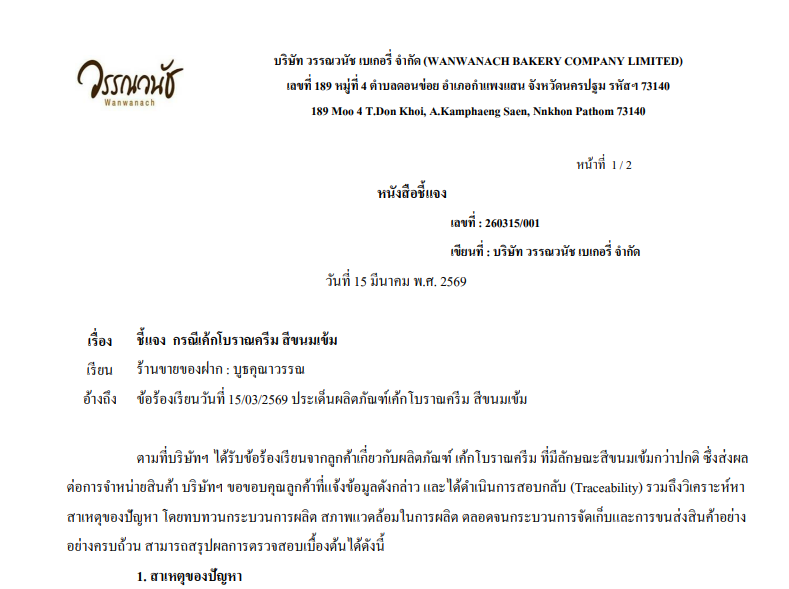 วรรณวนัช
Wanwanach
บริษัท วรรณวนัช เบเกอรี่ จำกัด (WANWANACH BAKERY COMPANY LIMITED)
เลขที่ 189 หมู่ที่ 4 ตำบลดอนข่อย อำเภอกำแพงแสน จังหวัดนครปฐม รหัสฯ 73140
189 Moo 4 T.Don Khoi, A.Kamphaeng Saen, Nnkhon Pathom 73140
หน้าที่ 1 / 2
หนังสือชี้แจง
เลขที่ : 260315/001
เขียนที่ : บริษัท วรรณวนัช เบเกอรี่ จำกัด
วันที่ 15 มีนาคม พ.ศ. 2569
เรื่อง ชี้แจง กรณีเค้กโบราณครีม สีขนมเข้ม
เรียน ร้านขายของฝาก : บูธคุณาวรรณ
อ้างถึง ข้อร้องเรียนวันที่ 15/03/2569 ประเด็นผลิตภัณฑ์เค้กโบราณครีม สีขนมเข้ม
ตามที่บริษัทฯ ได้รับข้อร้องเรียนจากลูกค้าเกี่ยวกับผลิตภัณฑ์ เค้กโบราณครีม ที่มีลักษณะสีขนมเข้มกว่าปกติ ซึ่งส่งผล
ต่อการจำหน่ายสินค้า บริษัทฯ ขอขอบคุณลูกค้าที่แจ้งข้อมูลดังกล่าว และได้ดำเนินการสอบกลับ (Traceability) รวมถึงวิเคราะห์หา
สาเหตุของปัญหา โดยทบทวนกระบวนการผลิต สภาพแวดล้อมในการผลิต ตลอดจนกระบวนการจัดเก็บและการขนส่งสินค้าอย่าง
อย่างครบถ้วน สามารถสรุปผลการตรวจสอบเบื้องต้นได้ดังนี้
1. สาเหตุของปัญหา